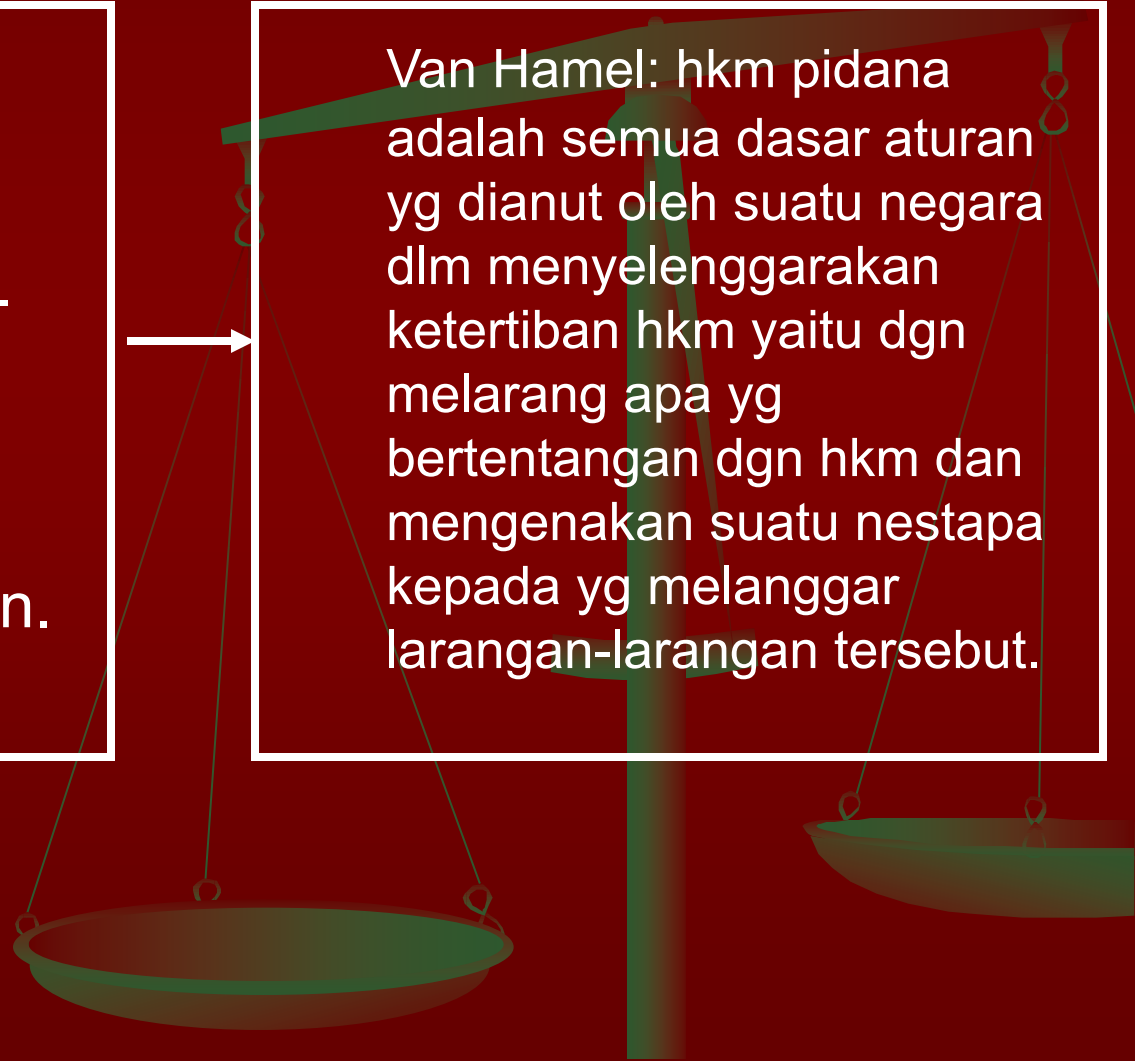 n.
Van Hamel: hkm pidana
adalah semua dasar aturan
yg dianut oleh suatu negara
dlm menyelenggarakan
ketertiban hkm yaitu dgn
melarang apa yg
bertentangan dgn hkm dan
mengenakan suatu nestapa
kepada yg melanggar
larangan-larangan tersebut.